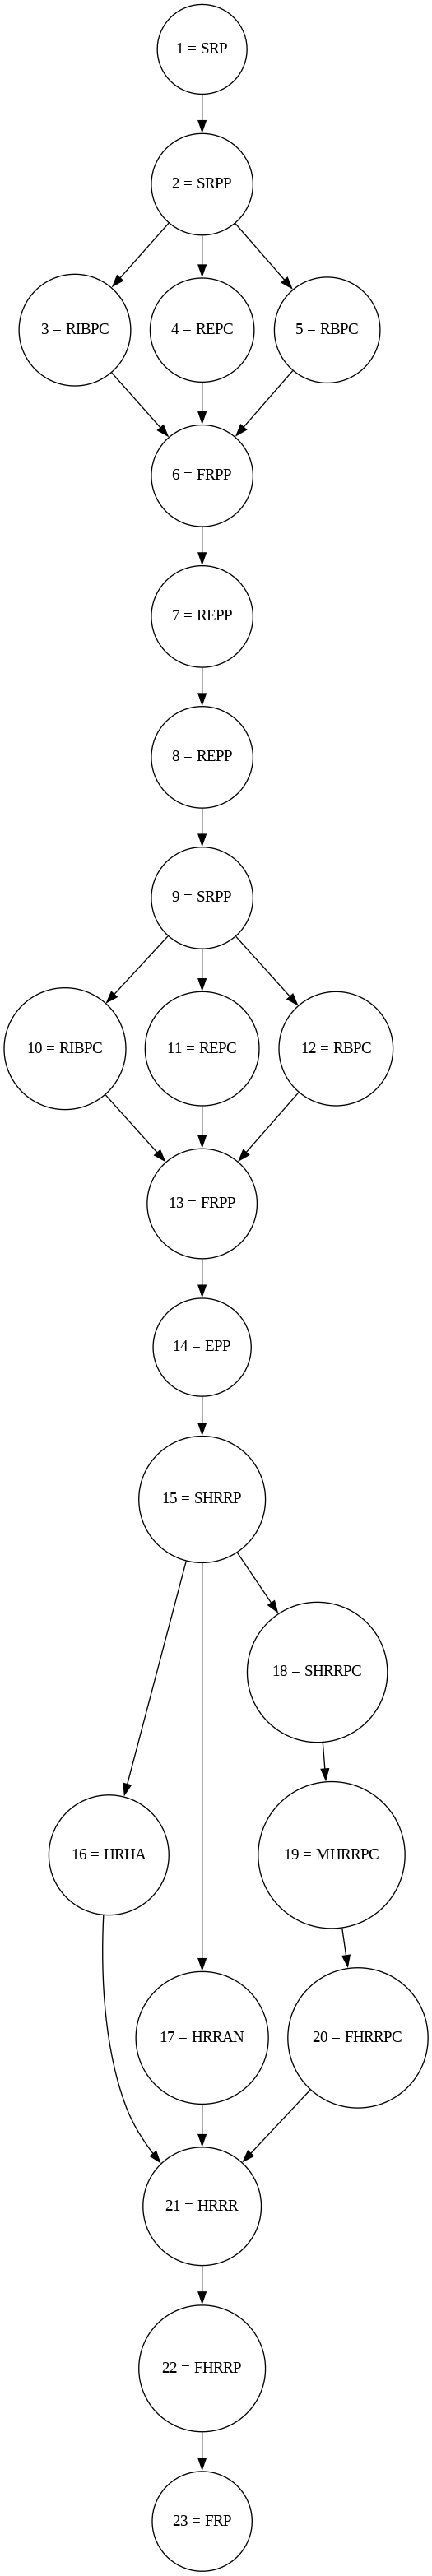 1 = SRP
2 = SRPP
3 = RIBPC
4 = REPC
5 = RBPC
6 = FRPP
7 = REPP
8 = REPP
9 = SRPP
10 = RIBPC
11 = REPC
12 = RBPC
13 = FRPP
14 = EPP
15 = SHRRP
18 = SHRRPC
16 = HRHA
19 = MHRRPC
17 = HRRAN
20 = FHRRPC
21 = HRRR
22 = FHRRP
23 = FRP